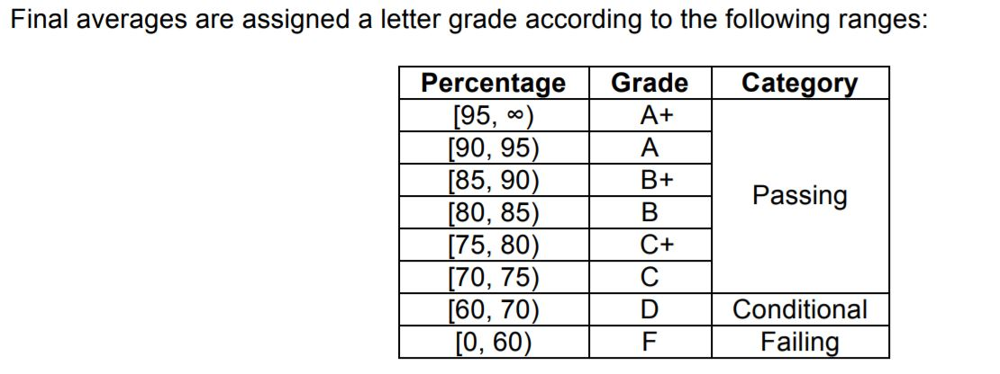 Final averages are assigned a letter grade according to the following ranges:
Percentage Grade Category
[95, ∞) A+
[90, 95) A
[85, 90) B+
[80, 85) B
Passing
[75, 80) C+
[70, 75) C
[60, 70) D Conditional
[0, 60) F Failing